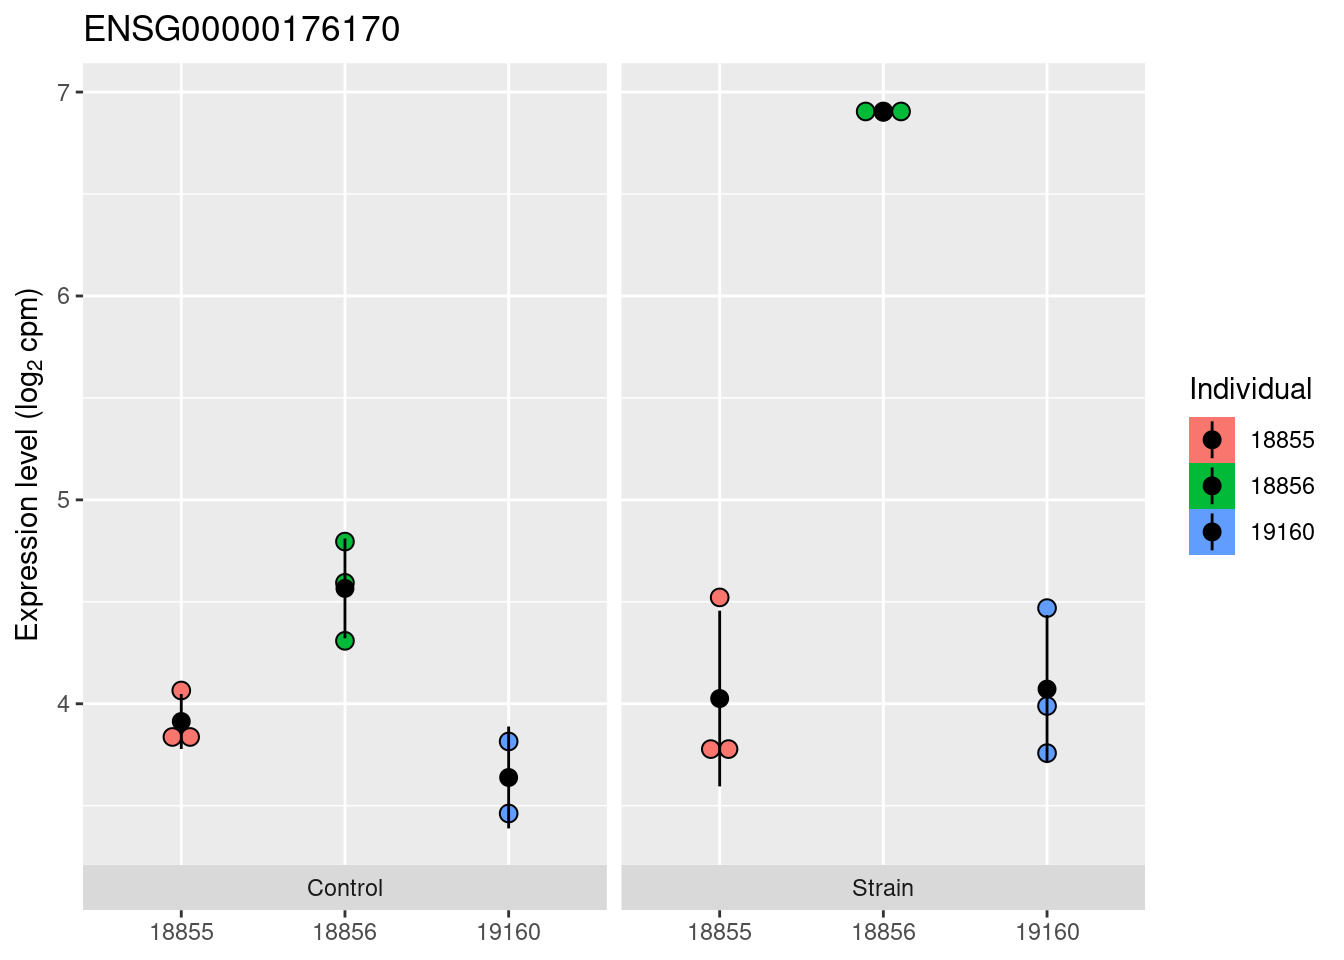 ENSG00000176170
Expression level (log₂ cpm)
7
6
5
4
Control
Strain
18855 18856 19160 18855 18856 19160
Individual
18855
18856
19160